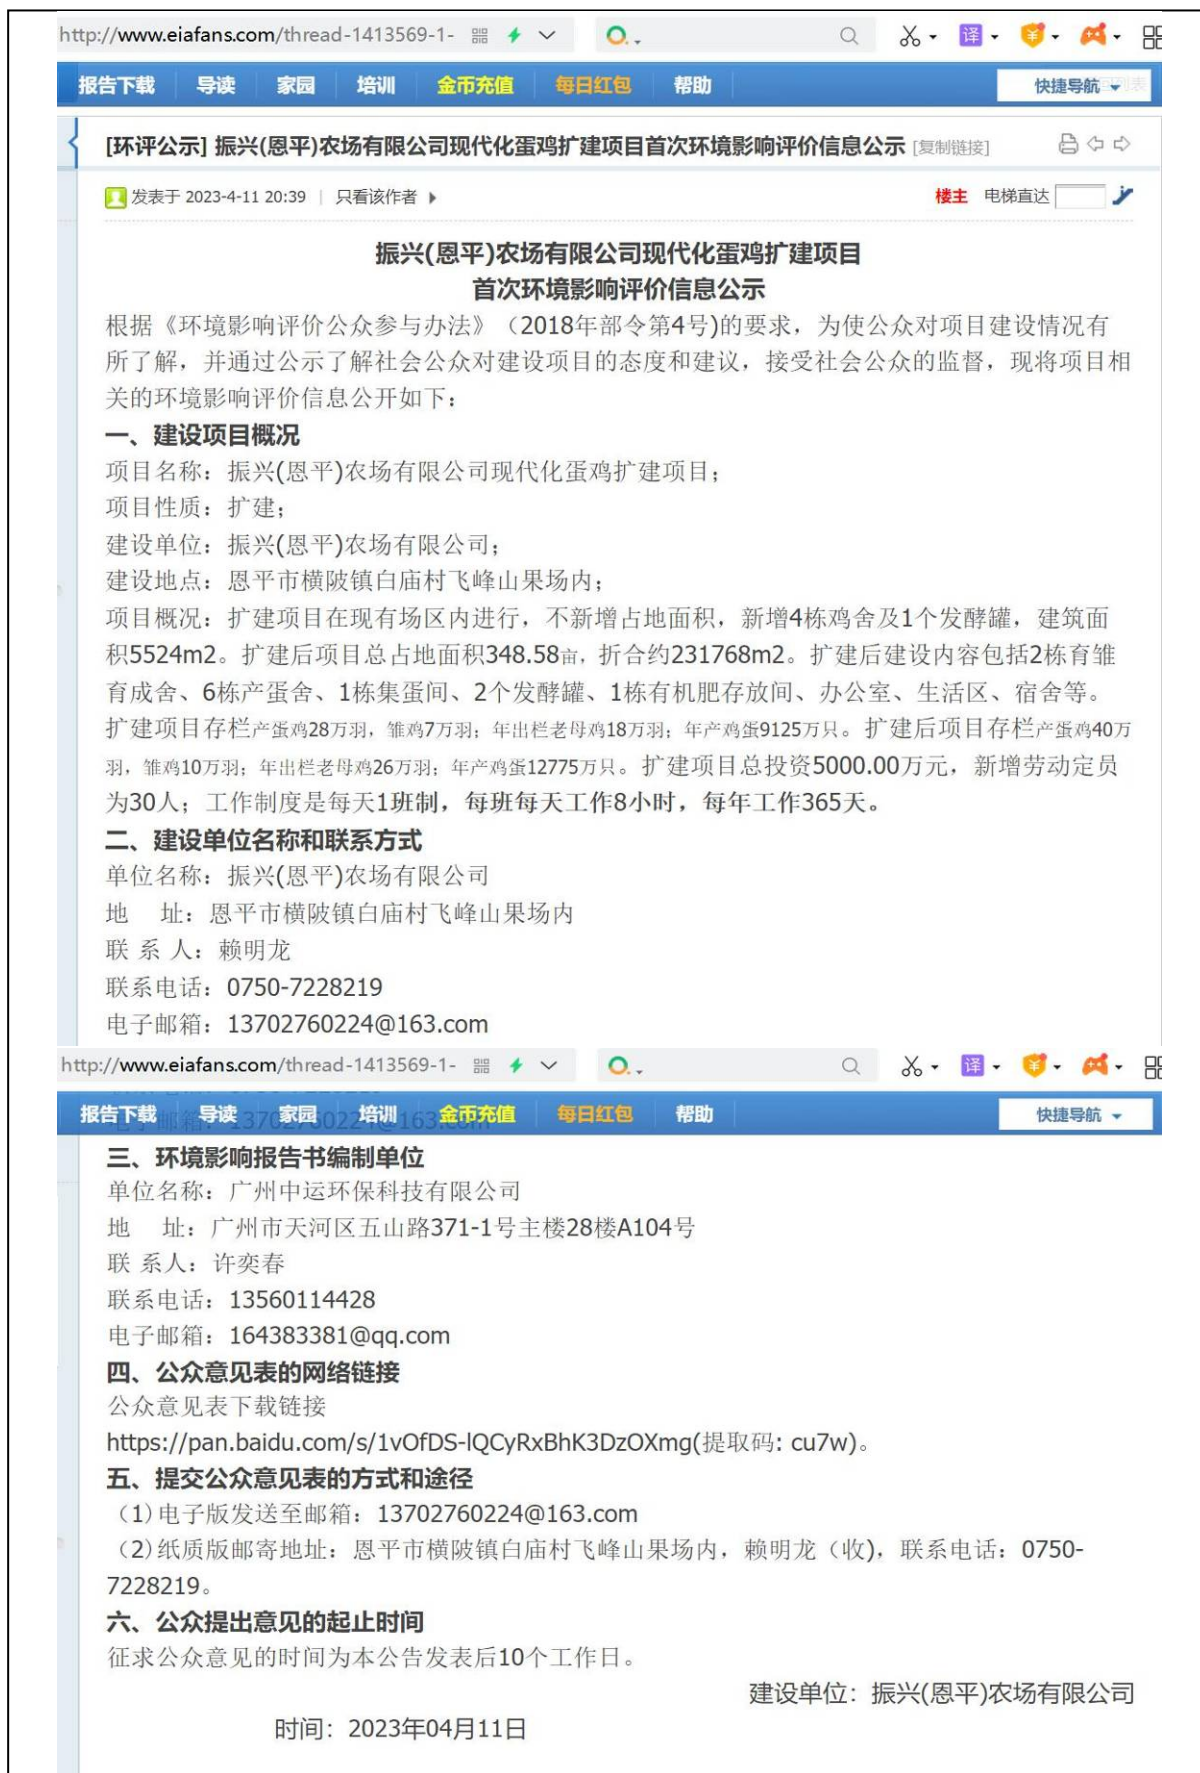 http://www.eiafans.com/thread-1413569-1-
译
报告下载 导读 家园 培训 金币充值 每日红包 帮助 快捷导航
[环评公示] 振兴(恩平)农场有限公司现代化蛋鸡扩建项目首次环境影响评价信息公示 [复制链接]
发表于 2023-4-11 20:39 | 只看该作者 楼主 电梯直达
振兴(恩平)农场有限公司现代化蛋鸡扩建项目
首次环境影响评价信息公示
根据《环境影响评价公众参与办法》（2018年部令第4号)的要求，为使公众对项目建设情况有
所了解，并通过公示了解社会公众对建设项目的态度和建议，接受社会公众的监督，现将项目相
关的环境影响评价信息公开如下：
一、建设项目概况
项目名称：振兴(恩平)农场有限公司现代化蛋鸡扩建项目；
项目性质：扩建；
建设单位：振兴(恩平)农场有限公司；
建设地点：恩平市横陂镇白庙村飞峰山果场内；
项目概况：扩建项目在现有场区内进行，不新增占地面积，新增4栋鸡舍及1个发酵罐，建筑面
积5524m2。扩建后项目总占地面积348.58亩，折合约231768m2。扩建后建设内容包括2栋育雏
育成舍、6栋产蛋舍、1栋集蛋间、2个发酵罐、1栋有机肥存放间、办公室、生活区、宿舍等。
扩建项目存栏产蛋鸡28万羽，雏鸡7万羽；年出栏老母鸡18万羽；年产鸡蛋9125万只。扩建后项目存栏产蛋鸡40万
羽，雏鸡10万羽；年出栏老母鸡26万羽；年产鸡蛋12775万只。扩建项目总投资5000.00万元，新增劳动定员
为30人；工作制度是每天1班制，每班每天工作8小时，每年工作365天。
二、建设单位名称和联系方式
单位名称：振兴(恩平)农场有限公司
地 址：恩平市横陂镇白庙村飞峰山果场内
联 系 人：赖明龙
联系电话：0750-7228219
电子邮箱：13702760224@163.com
http://www.eiafans.com/thread-1413569-1-
译
报告下载 导读 家园 培训 金币充值 每日红包 帮助 快捷导航
三、环境影响报告书编制单位
单位名称：广州中运环保科技有限公司
地 址：广州市天河区五山路371-1号主楼28楼A104号
联 系人：许奕春
联系电话：13560114428
电子邮箱：164383381@qq.com
四、公众意见表的网络链接
公众意见表下载链接
https://pan.baidu.com/s/1vOfDS-lQCyRxBhK3DzOXmg(提取码: cu7w)。
五、提交公众意见表的方式和途径
（1)电子版发送至邮箱：13702760224@163.com
（2)纸质版邮寄地址：恩平市横陂镇白庙村飞峰山果场内，赖明龙（收)，联系电话：0750-
7228219。
六、公众提出意见的起止时间
征求公众意见的时间为本公告发表后10个工作日。
建设单位：振兴(恩平)农场有限公司
时间：2023年04月11日